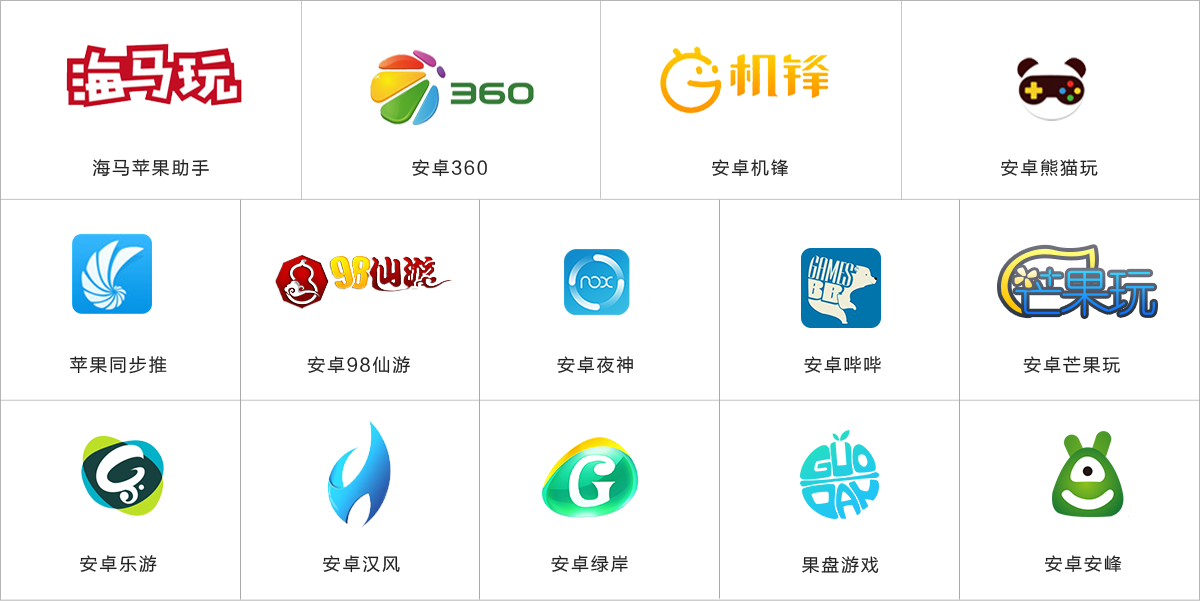 海马玩
360
机锋
海马苹果助手
安卓360
安卓机锋
安卓熊猫玩
98仙游
nox
GAMES
BB
芒果玩
苹果同步推
安卓98仙游
安卓夜神
安卓哔哔
安卓芒果玩
G
GUO
PAN
安卓乐游
安卓汉风
安卓绿岸
果盘游戏
安卓安峰